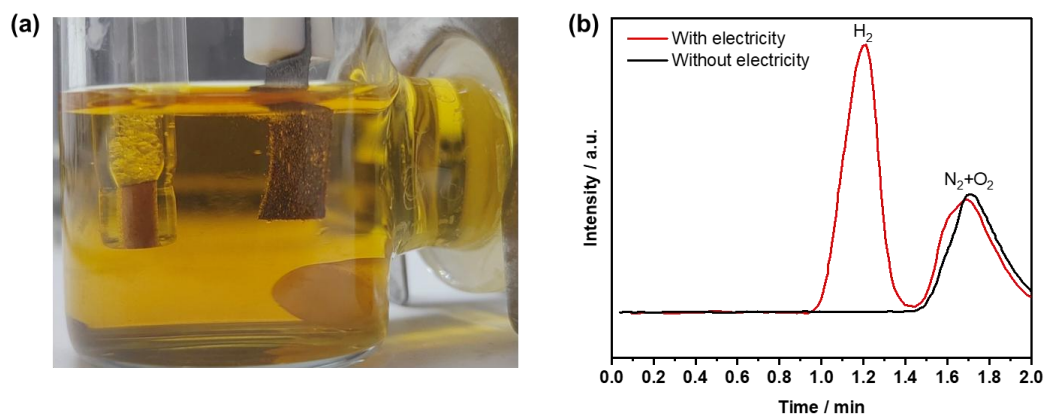 (a)
(b)
With electricity
Without electricity
H₂
N₂+O₂
Intensity / a.u.
0.0 0.2 0.4 0.6 0.8 1.0 1.2 1.4 1.6 1.8 2.0
Time / min